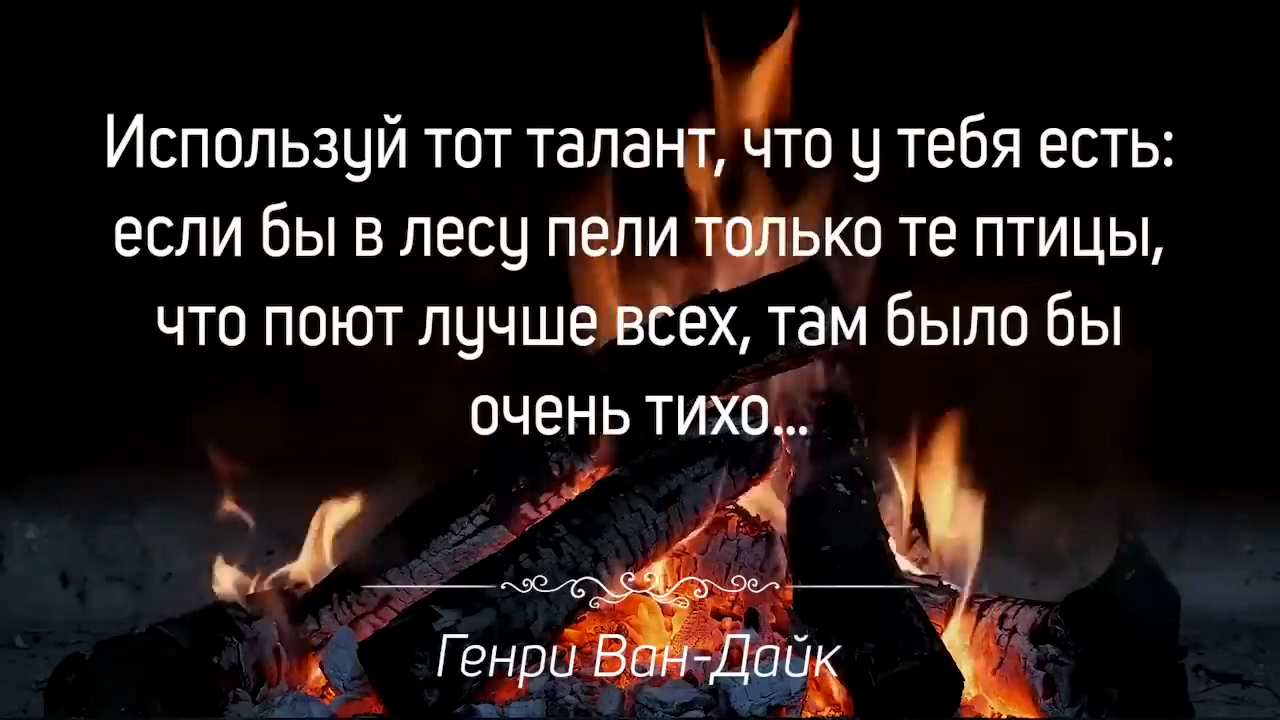 Используй тот талант, что у тебя есть:
если бы в лесу пели только те птицы,
что поют лучше всех, там было бы
очень тихо...
Генри Ван-Дайк